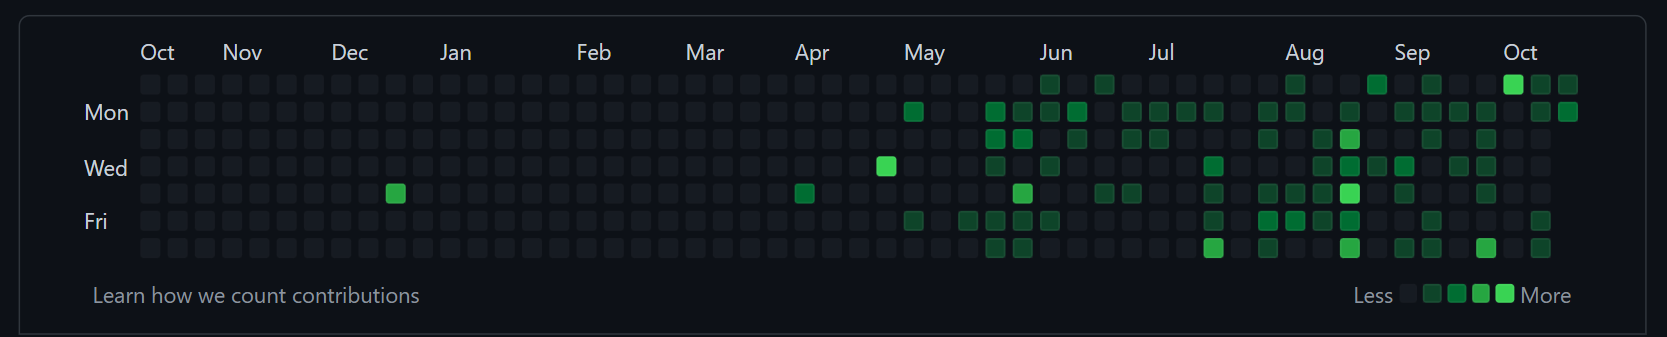 Oct Nov Dec Jan Feb Mar Apr May Jun Jul Aug Sep Oct
Mon
Wed
Fri
Learn how we count contributions Less More